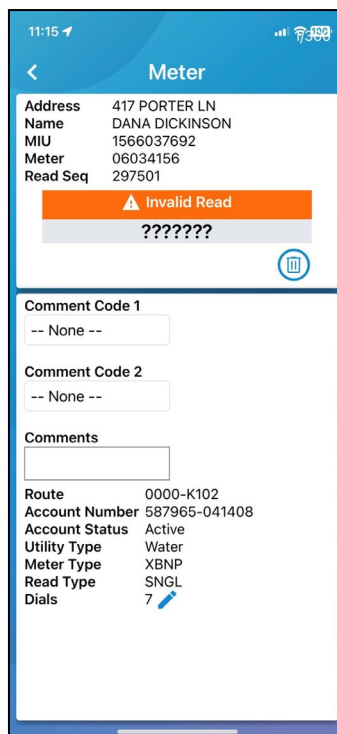 11:15
1/300
Meter
Address 417 PORTER LN
Name DANA DICKINSON
MIU 1566037692
Meter 06034156
Read Seq 297501
Invalid Read
???????
Comment Code 1
-- None --
Comment Code 2
-- None --
Comments
Route 0000-K102
Account Number 587965-041408
Account Status Active
Utility Type Water
Meter Type XBNP
Read Type SNGL
Dials 7